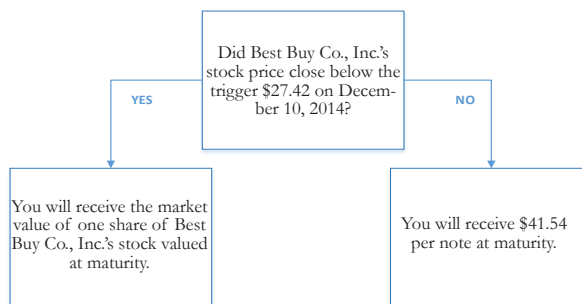 Did Best Buy Co., Inc.'s
stock price close below the
trigger $27.42 on Decem-
ber 10, 2014?
YES
NO
You will receive the market
value of one share of Best
Buy Co., Inc.'s stock valued
at maturity.
You will receive $41.54
per note at maturity.